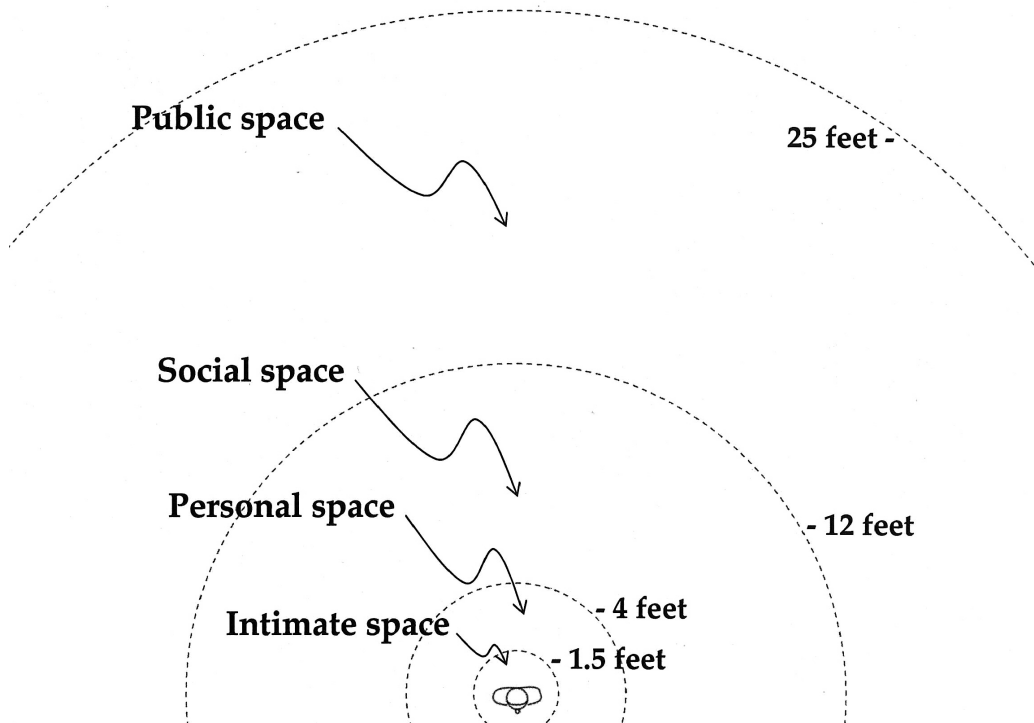 Public space
25 feet -
Social space
Personal space
- 12 feet
- 4 feet
Intimate space
- 1.5 feet